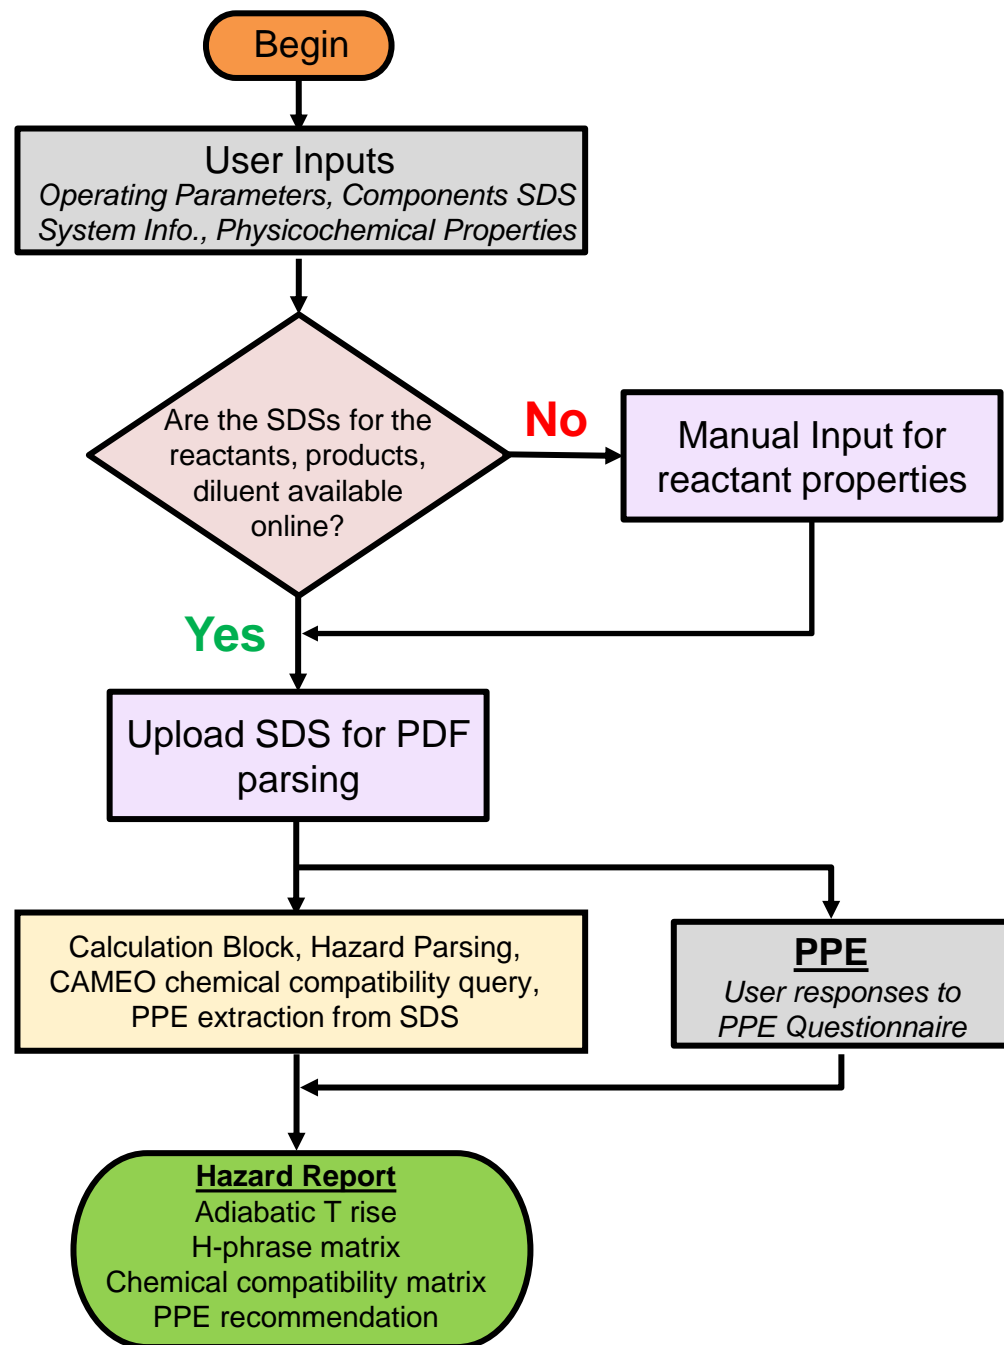 Begin
User Inputs
Operating Parameters, Components SDS
System Info., Physicochemical Properties
Are the SDSs for the
reactants, products,
diluent available
online?
No
Manual Input for
reactant properties
Yes
Upload SDS for PDF
parsing
Calculation Block, Hazard Parsing,
CAMEO chemical compatibility query,
PPE extraction from SDS
PPE
User responses to
PPE Questionnaire
Hazard Report
Adiabatic T rise
H-phrase matrix
Chemical compatibility matrix
PPE recommendation